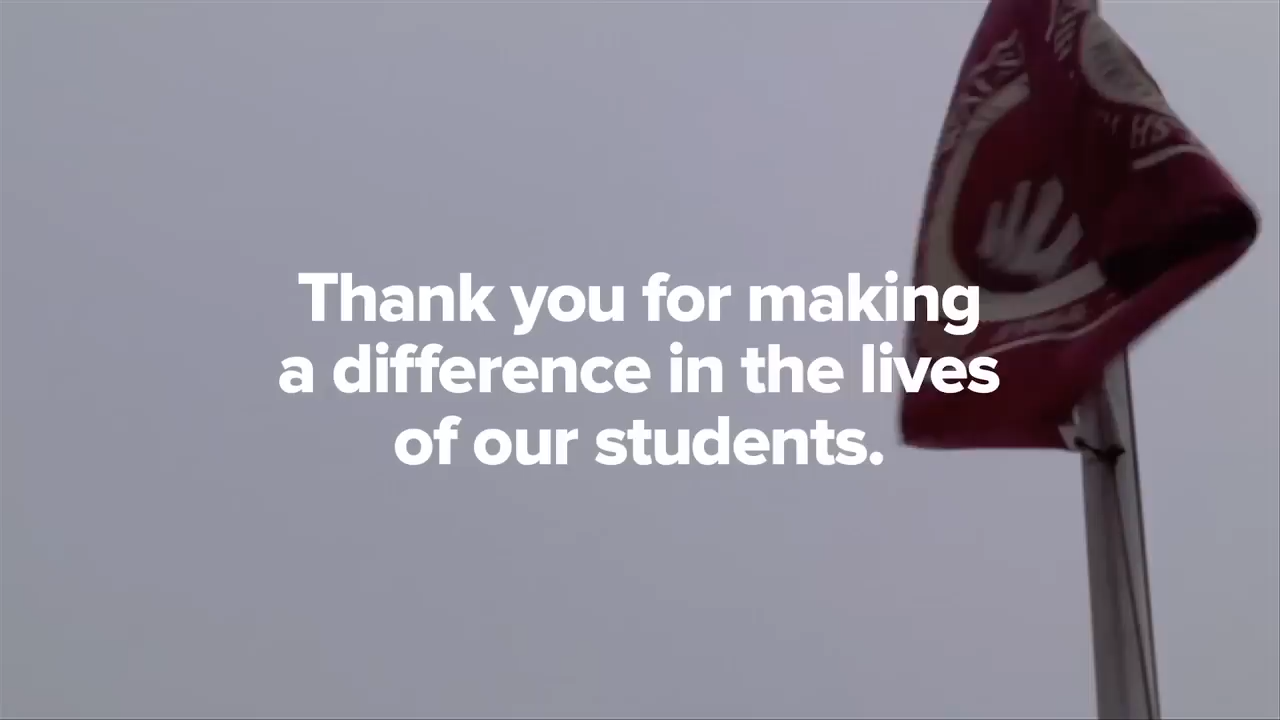 Thank you for making
a difference in the lives
of our students.